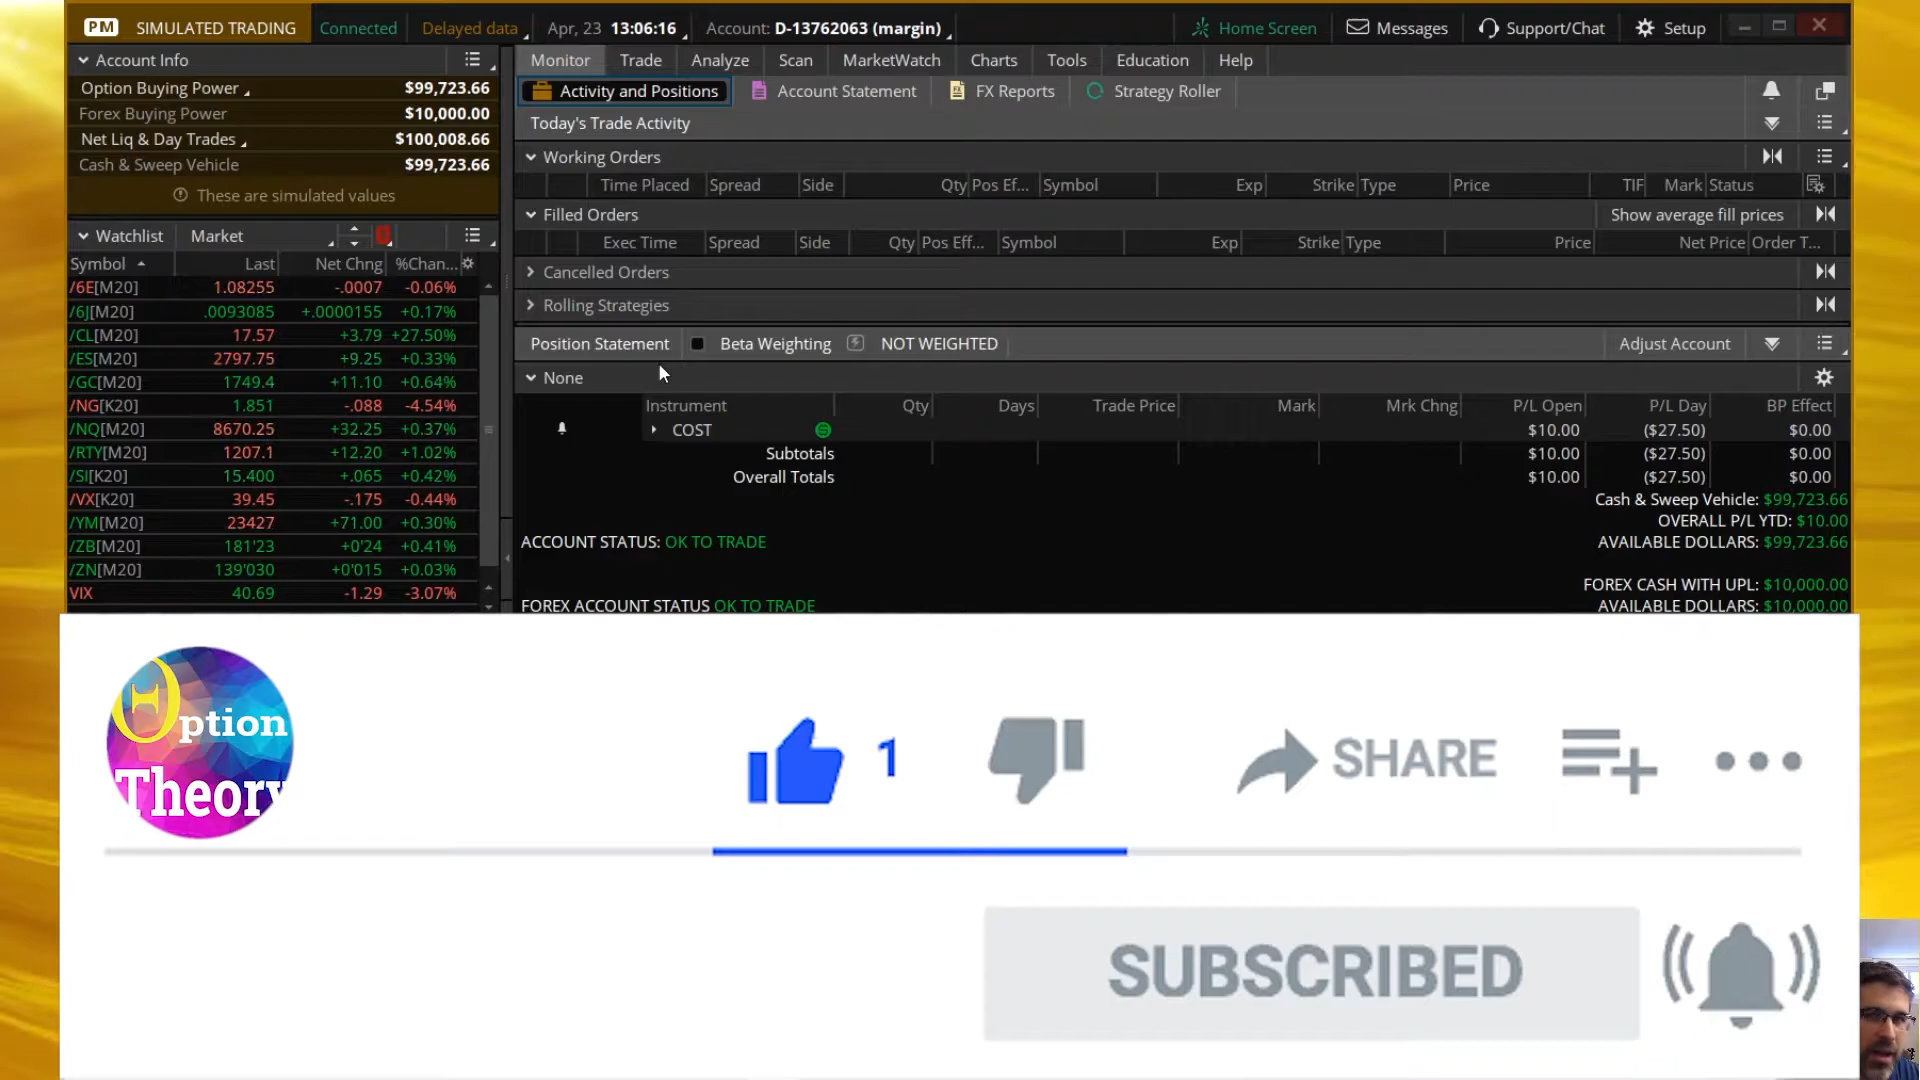 PM SIMULATED TRADING Connected Delayed data Apr, 23 13:06:16 Account: D-13762063 (margin) Home Screen Messages Support/Chat Setup
Account Info
Option Buying Power $99,723.66
Forex Buying Power $10,000.00
Net Liq & Day Trades $100,008.66
Cash & Sweep Vehicle $99,723.66
These are simulated values
Watchlist Market
Symbol Last Net Chng %Chan...
/6E[M20] 1.08255 -.0007 -0.06%
/6J[M20] .0093085 +.0000155 +0.17%
/CL[M20] 17.57 +3.79 +27.50%
/ES[M20] 2797.75 +9.25 +0.33%
/GC[M20] 1749.4 +11.10 +0.64%
/NG[K20] 1.851 -.088 -4.54%
/NQ[M20] 8670.25 +32.25 +0.37%
/RTY[M20] 1207.1 +12.20 +1.02%
/SI[K20] 15.400 +.065 +0.42%
/VX[K20] 39.45 -.175 -0.44%
/YM[M20] 23427 +71.00 +0.30%
/ZB[M20] 181'23 +0'24 +0.41%
/ZN[M20] 139'030 +0'015 +0.03%
VIX 40.69 -1.29 -3.07%
Monitor Trade Analyze Scan MarketWatch Charts Tools Education Help
Activity and Positions Account Statement FX Reports Strategy Roller
Today's Trade Activity
Working Orders
Time Placed Spread Side Qty Pos Ef... Symbol Exp Strike Type Price TIF Mark Status
Filled Orders Show average fill prices
Exec Time Spread Side Qty Pos Eff... Symbol Exp Strike Type Price Net Price Order T...
Cancelled Orders
Rolling Strategies
Position Statement Beta Weighting NOT WEIGHTED Adjust Account
None
Instrument Qty Days Trade Price Mark Mrk Chng P/L Open P/L Day BP Effect
COST $10.00 ($27.50) $0.00
Subtotals $10.00 ($27.50) $0.00
Overall Totals $10.00 ($27.50) $0.00
Cash & Sweep Vehicle: $99,723.66
OVERALL P/L YTD: $10.00
ACCOUNT STATUS: OK TO TRADE AVAILABLE DOLLARS: $99,723.66
FOREX CASH WITH UPL: $10,000.00
FOREX ACCOUNT STATUS OK TO TRADE AVAILABLE DOLLARS: $10,000.00
Option
Theory
1 SHARE
SUBSCRIBED